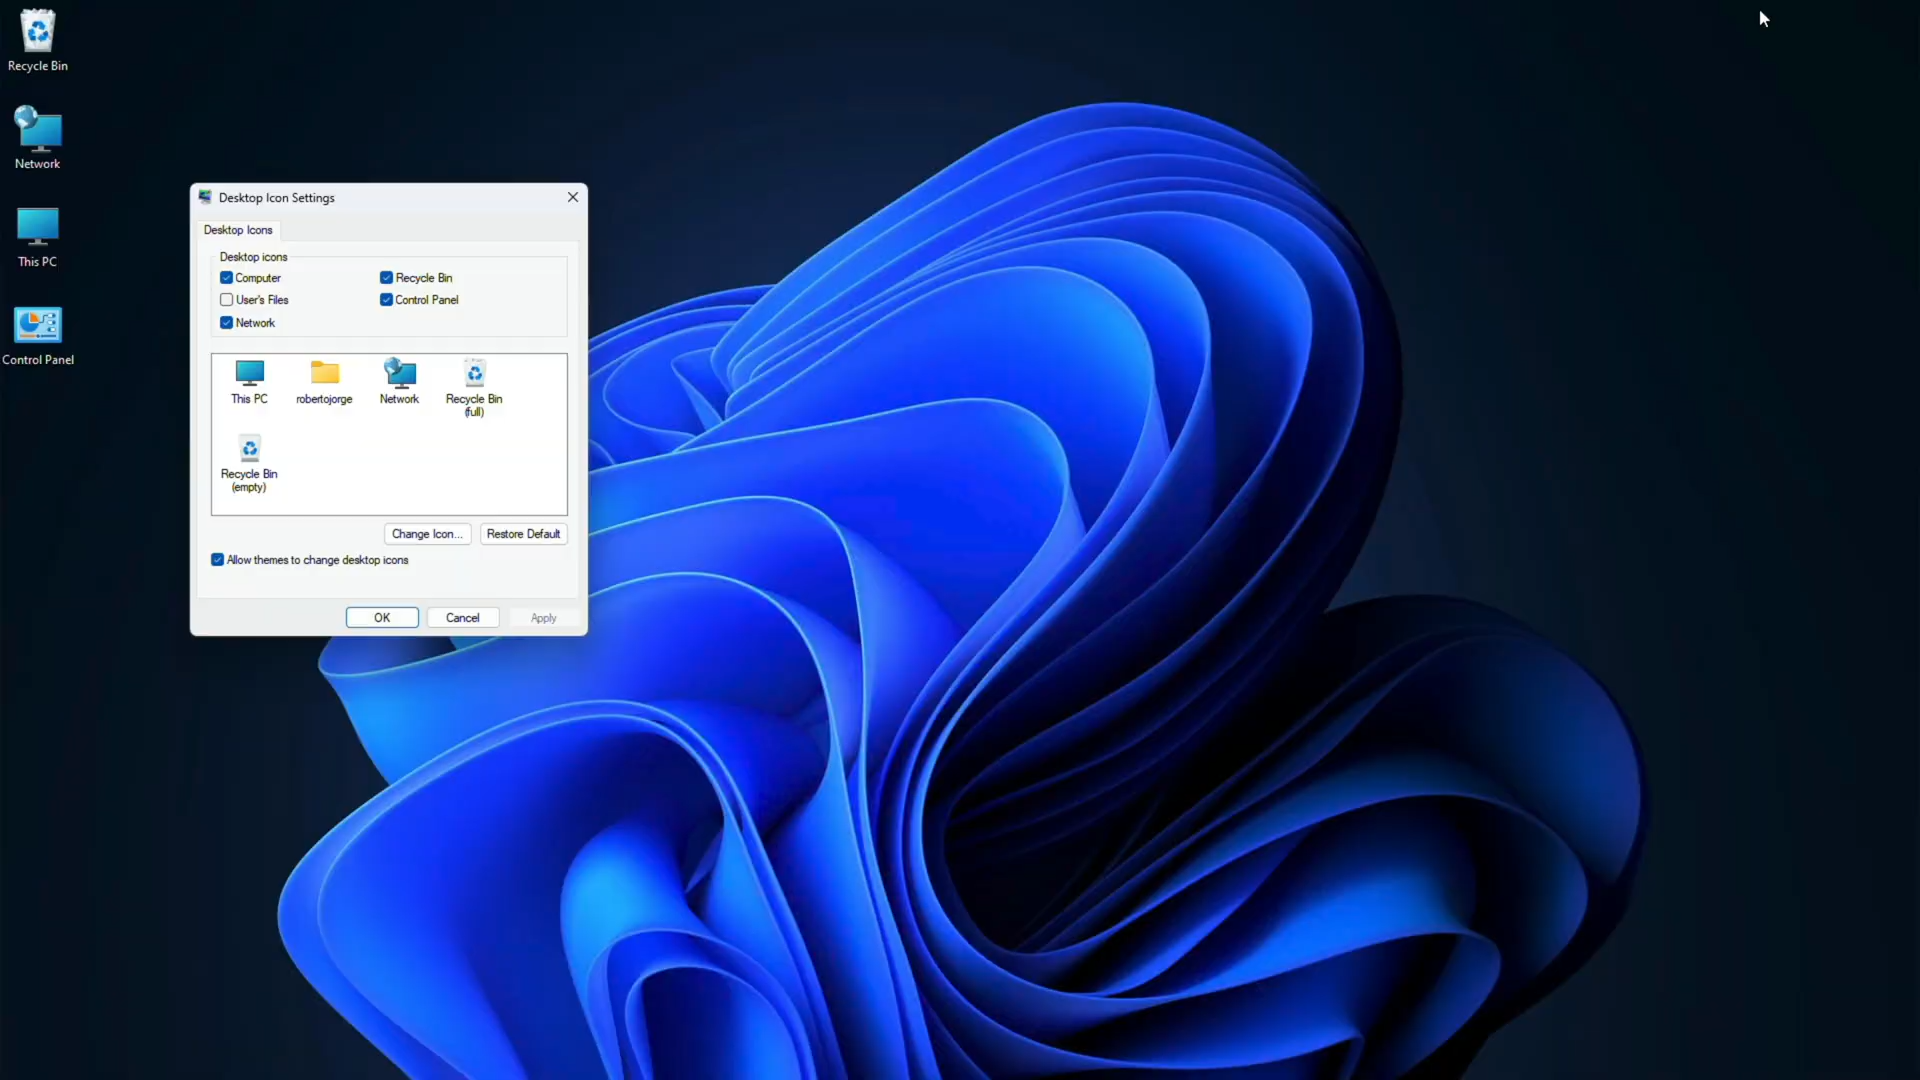 Recycle Bin
Network
This PC
Control Panel
Desktop Icon Settings
Desktop Icons
Desktop icons
Computer
Recycle Bin
User's Files
Control Panel
Network
This PC
robertojorge
Network
Recycle Bin
(full)
Recycle Bin
(empty)
Change Icon...
Restore Default
Allow themes to change desktop icons
OK
Cancel
Apply